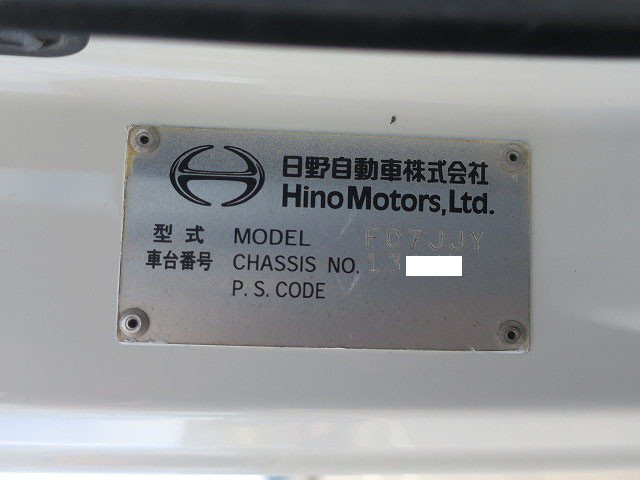 日野自動車株式会社
Hino Motors, Ltd.
型式 MODEL FC7JJY
車台番号 CHASSIS NO. 13
P. S. CODE